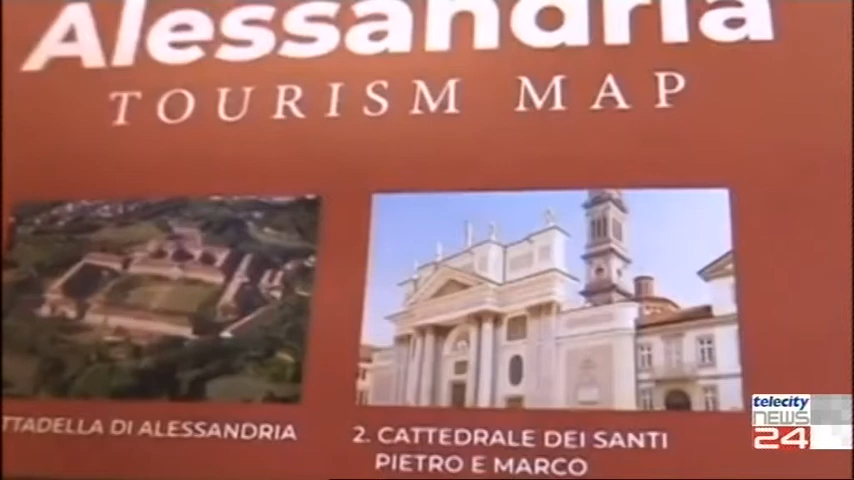 Alessandria
TOURISM MAP
TTADELLA DI ALESSANDRIA
2. CATTEDRALE DEI SANTI
PIETRO E MARCO
telecity
NEWS
24